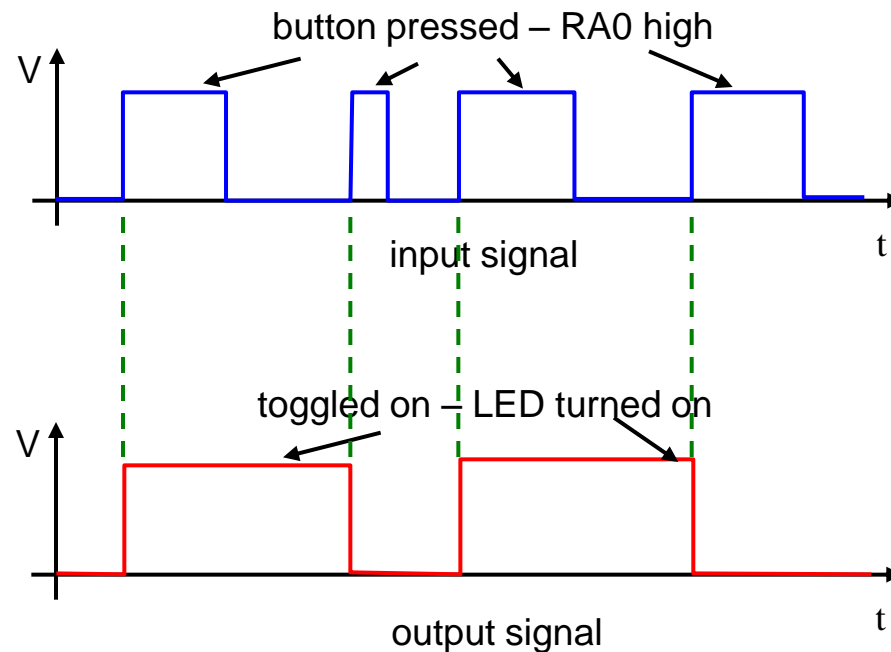 button pressed – RA0 high
V
t
input signal
toggled on – LED turned on
V
t
output signal